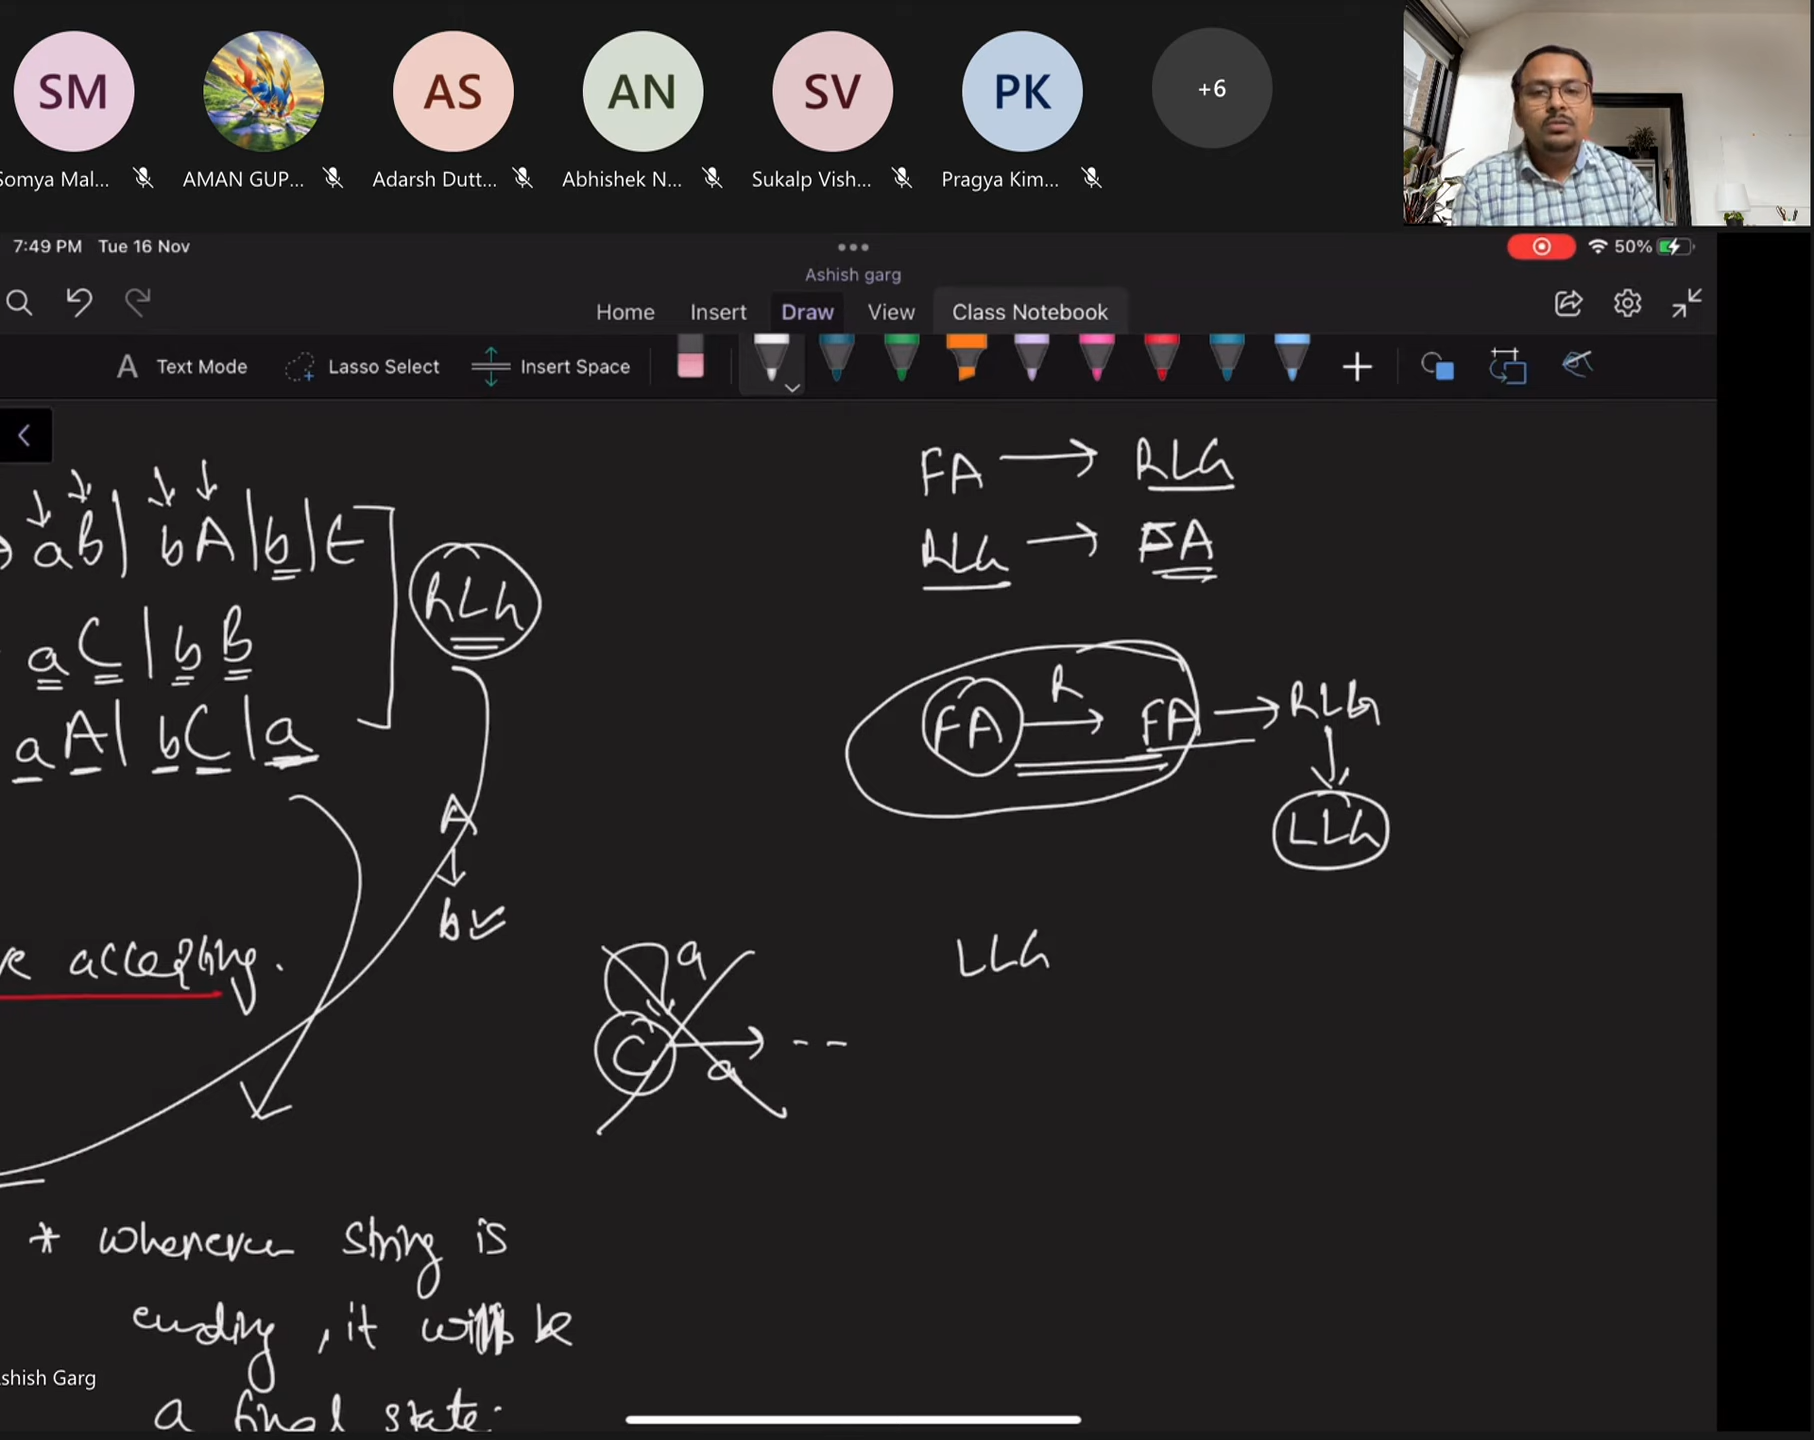 SM AS AN SV PK +6
Somya Mal... AMAN GUP... Adarsh Dutt... Abhishek N... Sukalp Vish... Pragya Kim...
7:49 PM Tue 16 Nov
50%
Ashish garg
Home Insert Draw View Class Notebook
A Text Mode Lasso Select Insert Space
FA → RLG
RLG → FA
→ aB | bA | b | ε
aC | bB
aA | bC | a
RLG
R
FA → FA → RLG
↓
LLG
A
↓
b
accepting.
a
C → --
a
LLG
* whenever string is
ending, it will be
a final state.
shish Garg